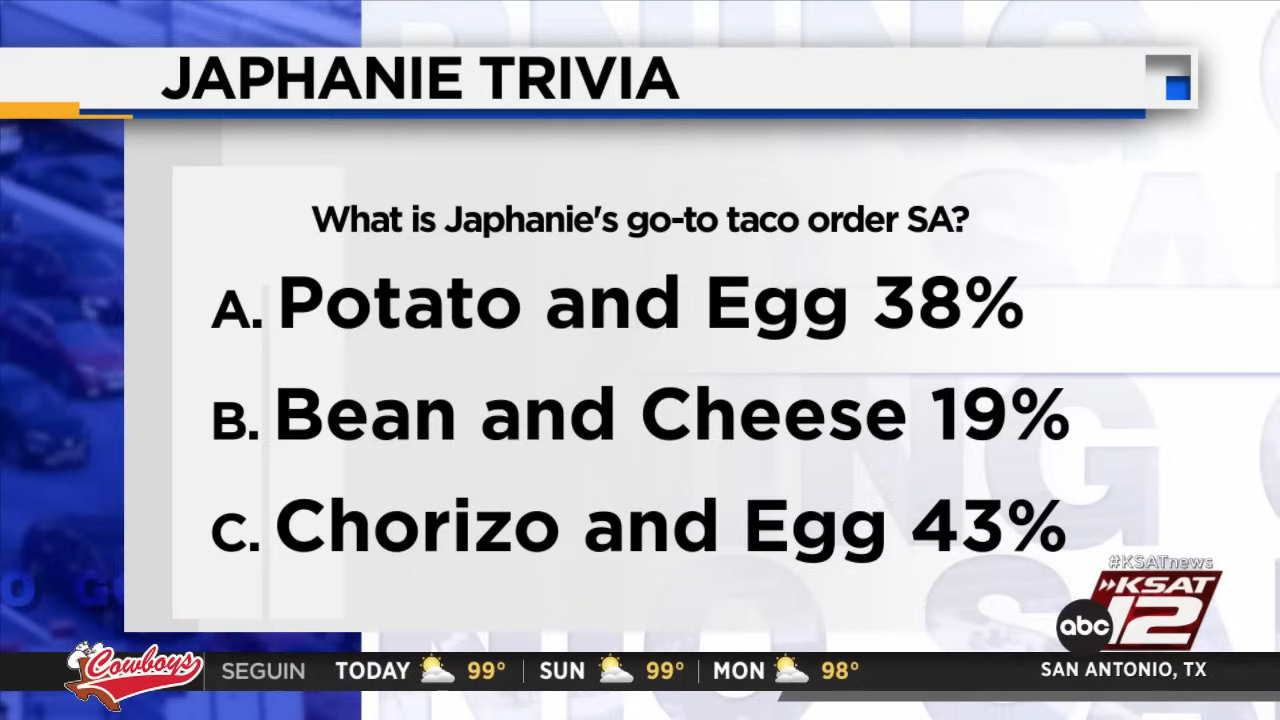 JAPHANIE TRIVIA
What is Japhanie's go-to taco order SA?
A. Potato and Egg 38%
B. Bean and Cheese 19%
C. Chorizo and Egg 43%
#KSATnews
KSAT
abc 12
Cowboys SEGUIN TODAY 99° SUN 99° MON 98° SAN ANTONIO, TX